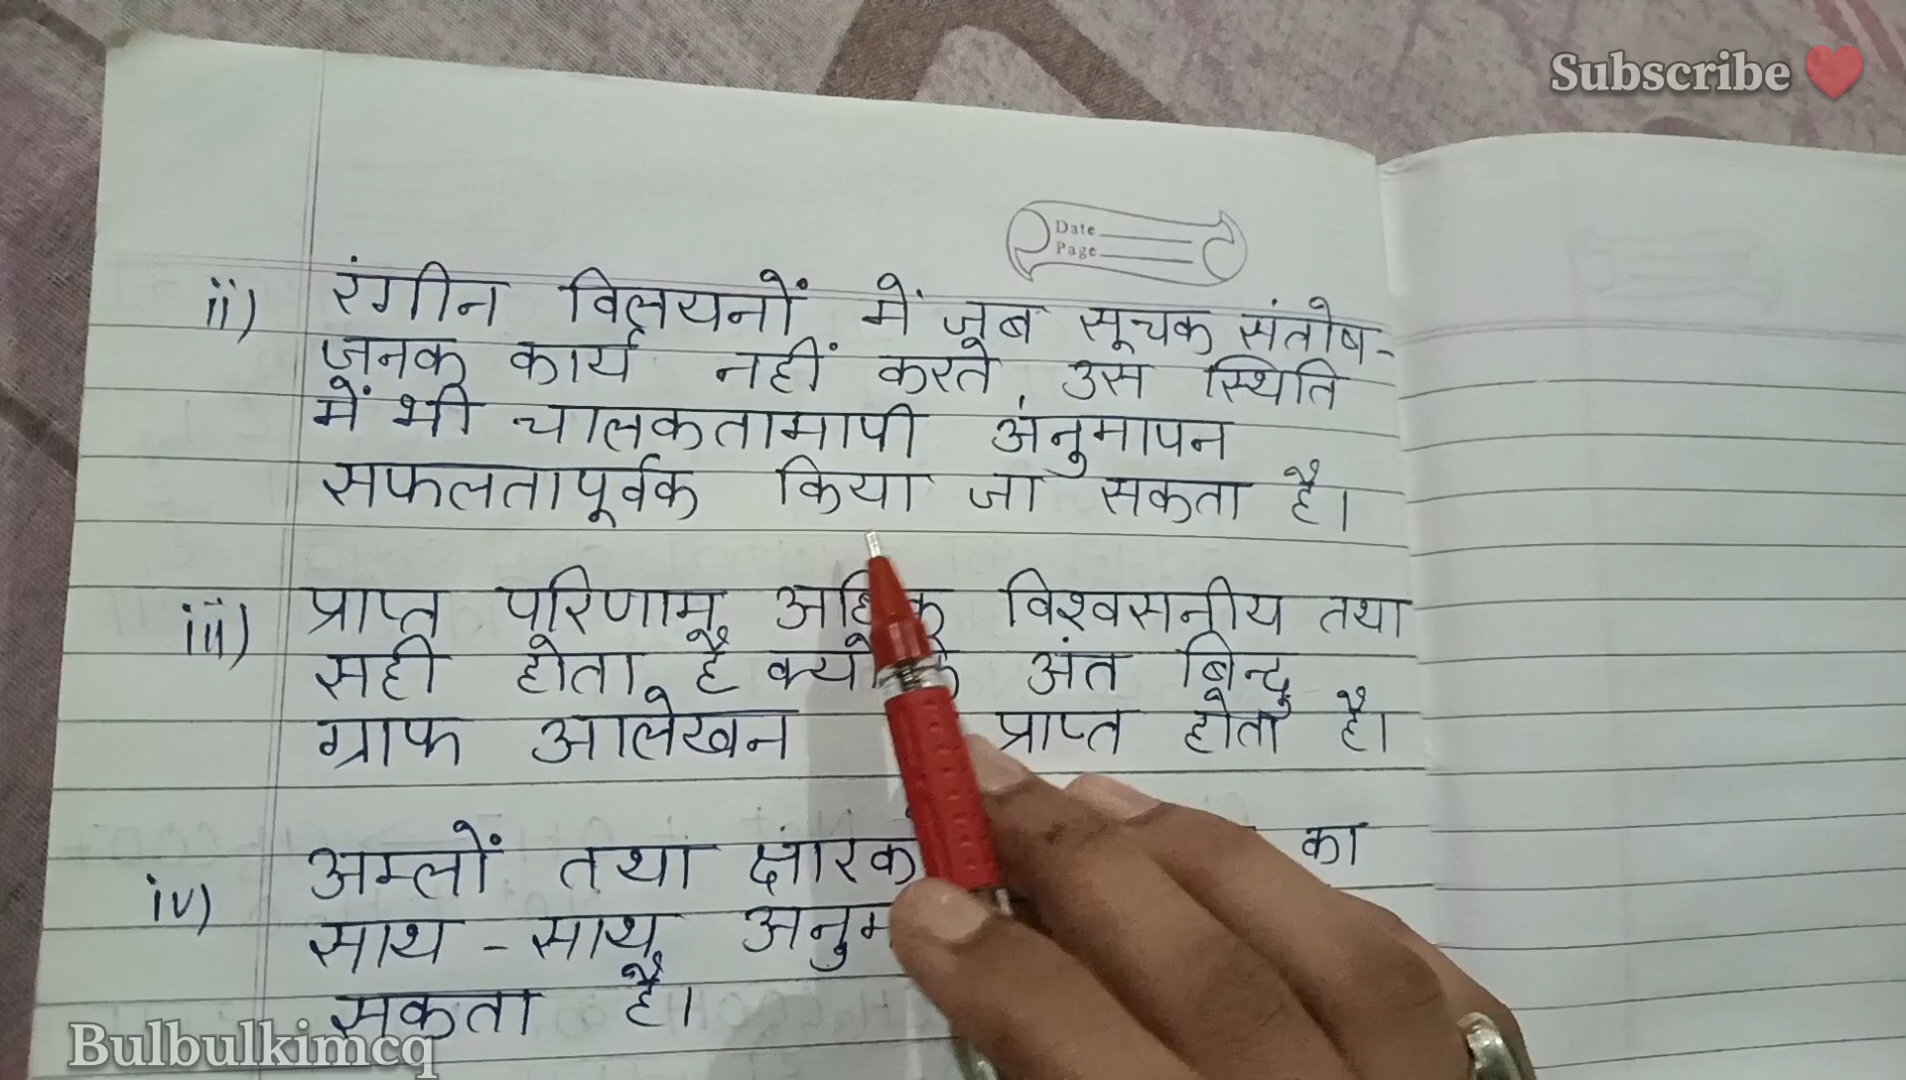 Subscribe ❤️
Date
Page
ii) रंगीन विलयनों में जब सूचक संतोष-
जनक कार्य नहीं करते, उस स्थिति
में भी चालकतामापी अनुमापन
सफलतापूर्वक किया जा सकता है।
iii) प्राप्त परिणाम अधिक विश्वसनीय तथा
सही होता है क्योंकि अंत बिन्दु
ग्राफ आलेखन प्राप्त होता है।
iv) अम्लों तथा का
साथ - साथ
सकता है।
Bulbulkimcq